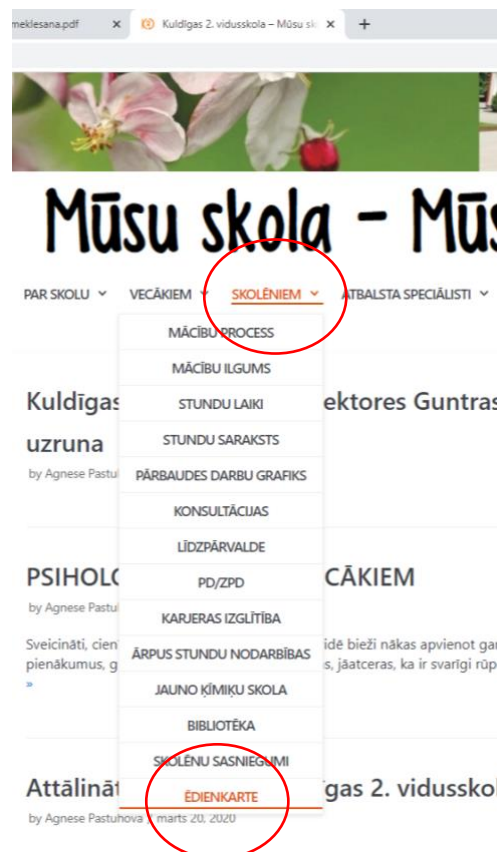 meklesana.pdf × Kuldīgas 2. vidusskola – Mūsu sk × +
Mūsu skola – Mūs
PAR SKOLU VECĀKIEM SKOLĒNIEM ATBALSTA SPECIĀLISTI
MĀCĪBU PROCESS
MĀCĪBU ILGUMS
STUNDU LAIKI
STUNDU SARAKSTS
PĀRBAUDES DARBU GRAFIKS
KONSULTĀCIJAS
LĪDZPĀRVALDE
PD/ZPD
KARJERAS IZGLĪTĪBA
ĀRPUS STUNDU NODARBĪBAS
JAUNO ĶĪMIĶU SKOLA
BIBLIOTĒKA
SKOLĒNU SASNIEGUMI
ĒDIENKARTE
Kuldīgas ektores Guntras
uzruna
by Agnese Pastu
PSIHOLO CĀKIEM
by Agnese Pastu
Sveicināti, cien idē bieži nākas apvienot gan
pienākumus, g s, jāatceras, ka ir svarīgi rūp
»
Attālināt gas 2. vidusskol
by Agnese Pastuhova / marts 20, 2020